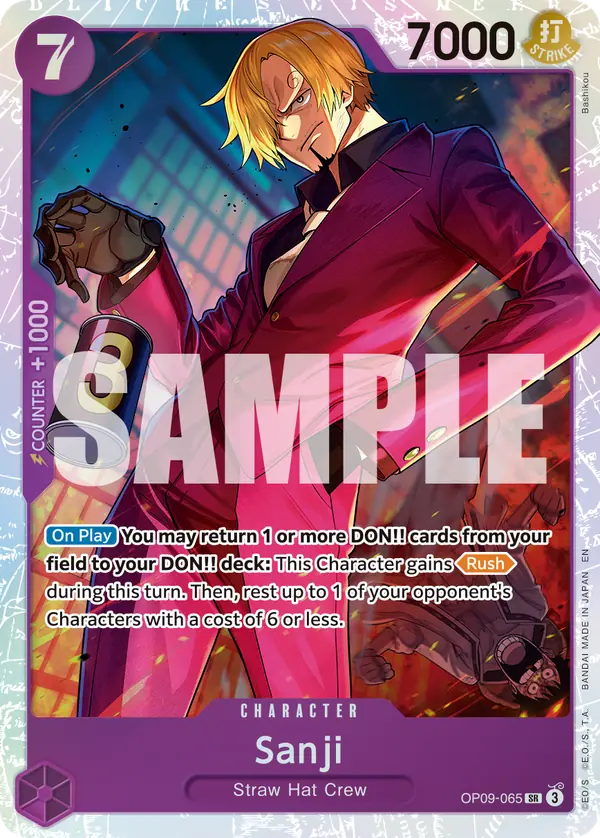 7
7000
打
STRIKE
Bashikou
COUNTER +1000
3
SAMPLE
On Play You may return 1 or more DON!! cards from your
field to your DON!! deck: This Character gains Rush
during this turn. Then, rest up to 1 of your opponent's
Characters with a cost of 6 or less.
©E.O./S., T.A. BANDAI MADE IN JAPAN EN
©EO/S
CHARACTER
Sanji
Straw Hat Crew
OP09-065 SR 3